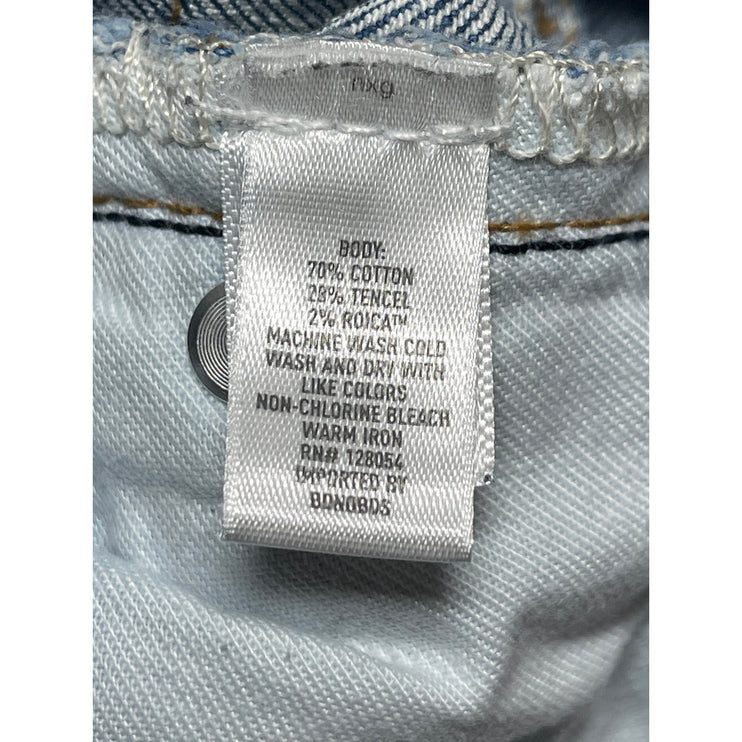 nxg
BODY:
70% COTTON
28% TENCEL
2% ROICA™
MACHINE WASH COLD
WASH AND DRY WITH
LIKE COLORS
NON-CHLORINE BLEACH
WARM IRON
RN# 128054
IMPORTED BY
BONOBOS